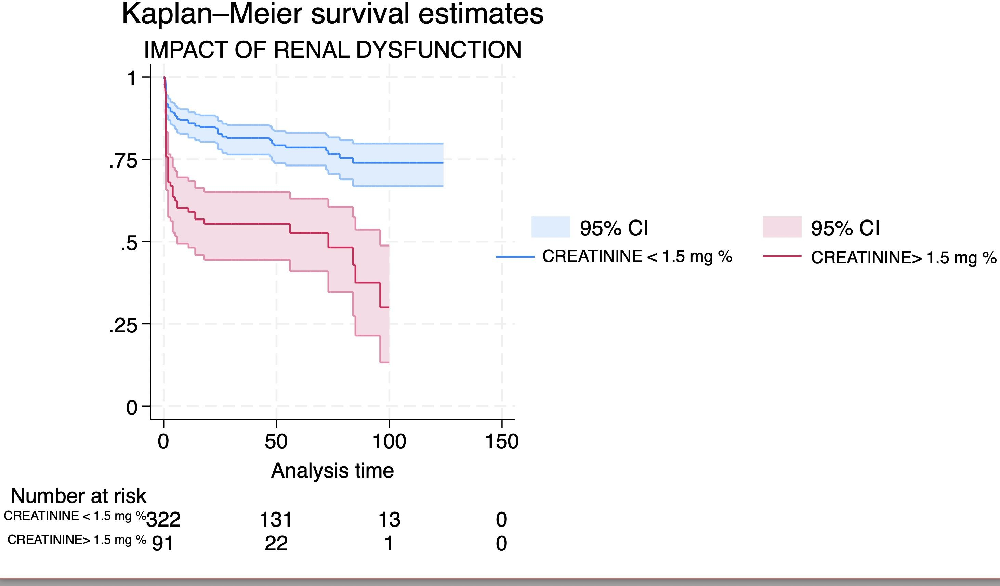 Kaplan–Meier survival estimates
IMPACT OF RENAL DYSFUNCTION
1
.75
.5
.25
0
0 50 100 150
Analysis time
95% CI 95% CI
CREATININE < 1.5 mg % CREATININE> 1.5 mg %
Number at risk
CREATININE < 1.5 mg % 322 131 13 0
CREATININE> 1.5 mg % 91 22 1 0